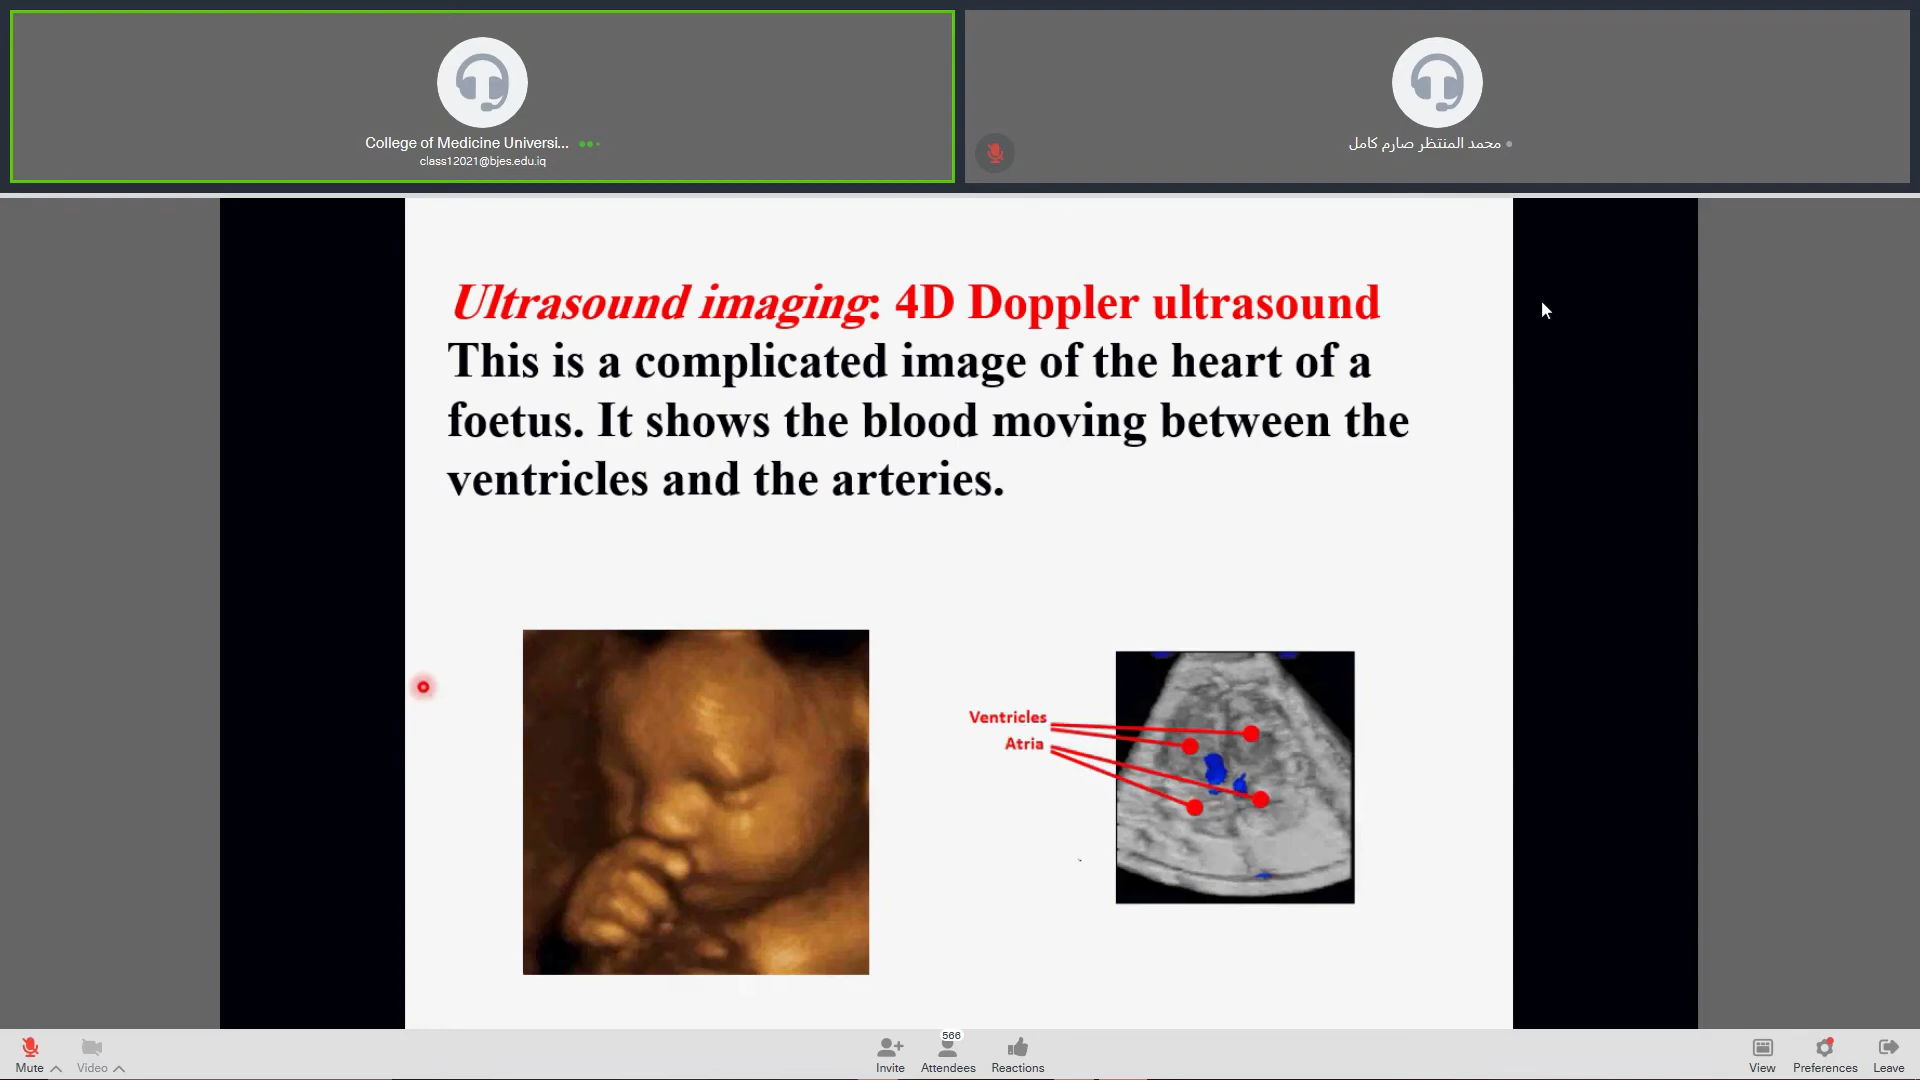 College of Medicine Universi...
class12021@bjes.edu.iq
محمد المنتظر صارم كامل
Ultrasound imaging: 4D Doppler ultrasound
This is a complicated image of the heart of a
foetus. It shows the blood moving between the
ventricles and the arteries.
Ventricles
Atria
Mute
Video
Invite
566
Attendees
Reactions
View
Preferences
Leave